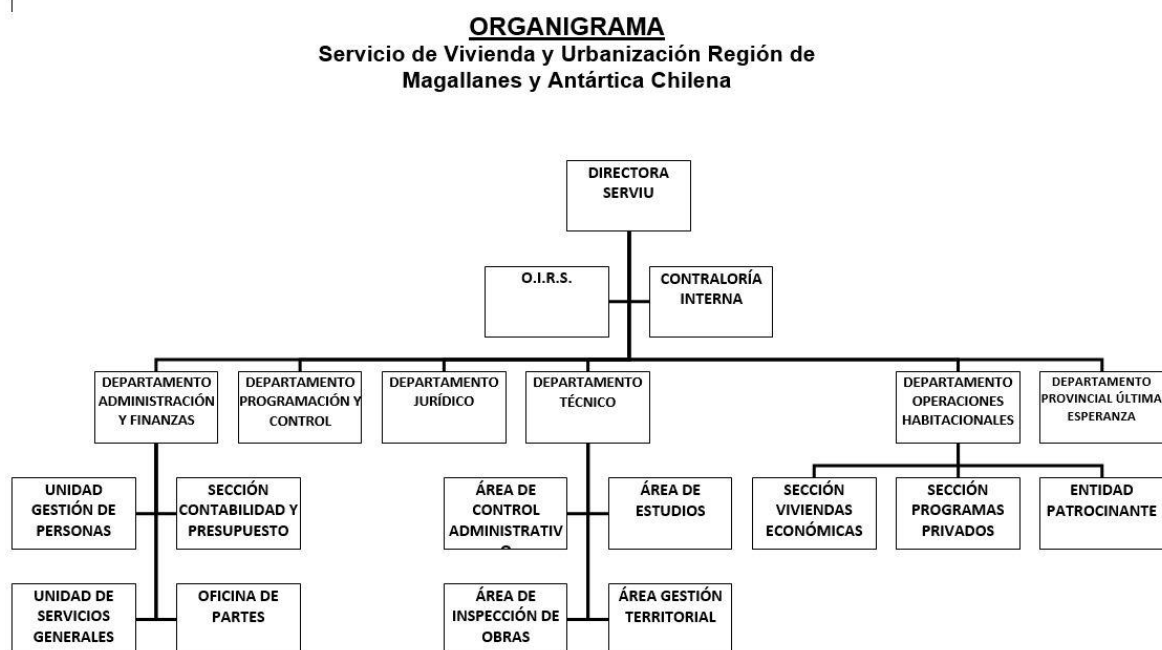 ORGANIGRAMA
Servicio de Vivienda y Urbanización Región de
Magallanes y Antártica Chilena
DIRECTORA
SERVIU
O.I.R.S.
CONTRALORÍA
INTERNA
DEPARTAMENTO
ADMINISTRACIÓN
Y FINANZAS
DEPARTAMENTO
PROGRAMACIÓN Y
CONTROL
DEPARTAMENTO
JURÍDICO
DEPARTAMENTO
TÉCNICO
DEPARTAMENTO
OPERACIONES
HABITACIONALES
DEPARTAMENTO
PROVINCIAL ÚLTIMA
ESPERANZA
UNIDAD
GESTIÓN DE
PERSONAS
SECCIÓN
CONTABILIDAD Y
PRESUPUESTO
ÁREA DE
CONTROL
ADMINISTRATIV
O
ÁREA DE
ESTUDIOS
SECCIÓN
VIVIENDAS
ECONÓMICAS
SECCIÓN
PROGRAMAS
PRIVADOS
ENTIDAD
PATROCINANTE
UNIDAD DE
SERVICIOS
GENERALES
OFICINA DE
PARTES
ÁREA DE
INSPECCIÓN DE
OBRAS
ÁREA GESTIÓN
TERRITORIAL